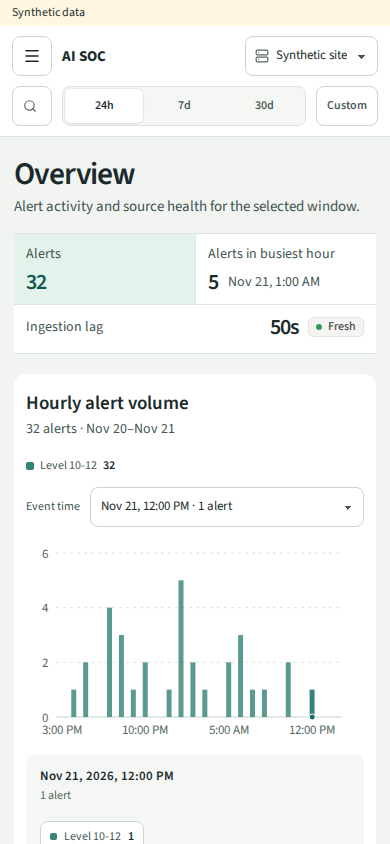 Synthetic data
AI SOC
Synthetic site
24h
7d
30d
Custom
Overview
Alert activity and source health for the selected window.
Alerts
32
Alerts in busiest hour
5 Nov 21, 1:00 AM
Ingestion lag
50s
Fresh
Hourly alert volume
32 alerts · Nov 20–Nov 21
Level 10-12 32
Event time
Nov 21, 12:00 PM · 1 alert
6
4
2
0
3:00 PM
10:00 PM
5:00 AM
12:00 PM
Nov 21, 2026, 12:00 PM
1 alert
Level 10-12 1